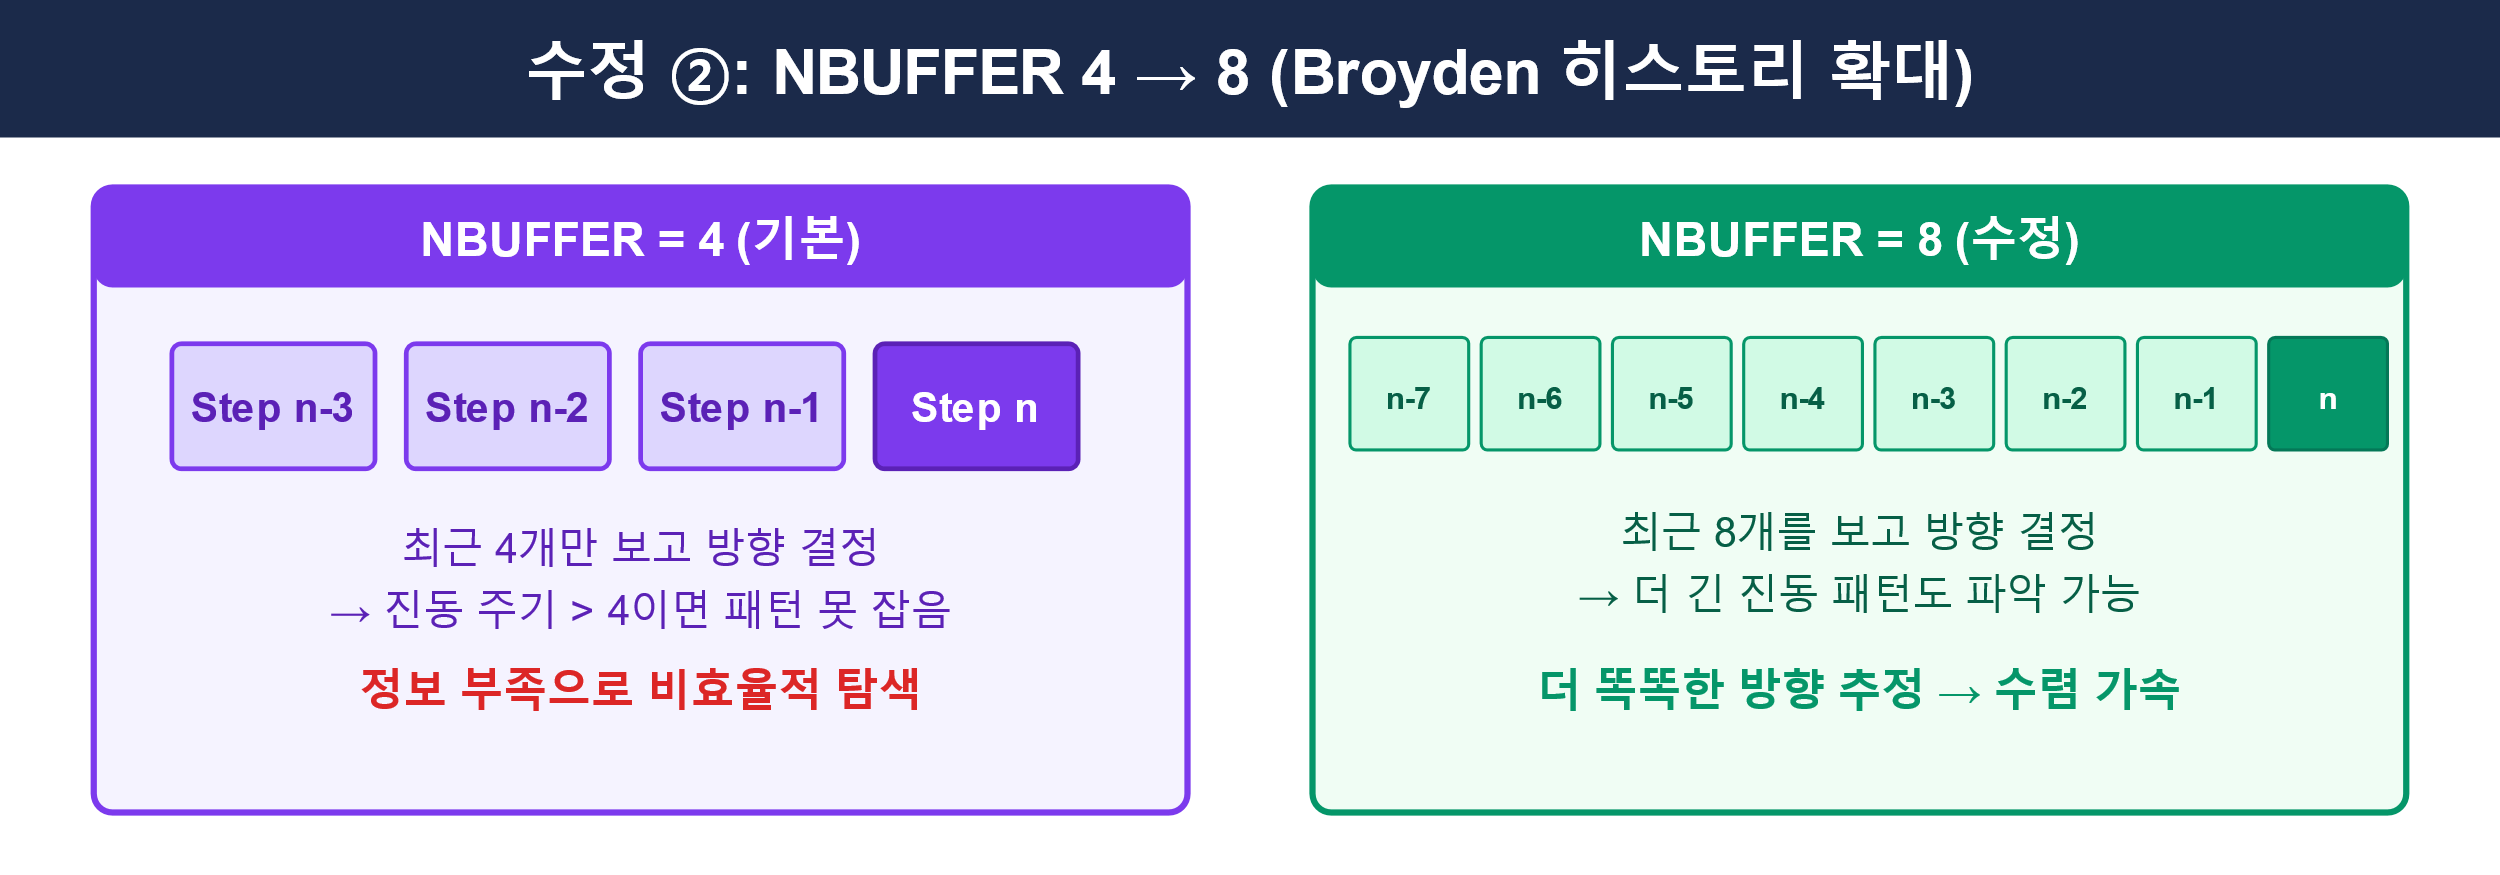 수정 ②: NBUFFER 4 → 8 (Broyden 히스토리 확대)
NBUFFER = 4 (기본)
Step n-3
Step n-2
Step n-1
Step n
최근 4개만 보고 방향 결정
→ 진동 주기 > 4이면 패턴 못 잡음
정보 부족으로 비효율적 탐색
NBUFFER = 8 (수정)
n-7
n-6
n-5
n-4
n-3
n-2
n-1
n
최근 8개를 보고 방향 결정
→ 더 긴 진동 패턴도 파악 가능
더 똑똑한 방향 추정 → 수렴 가속